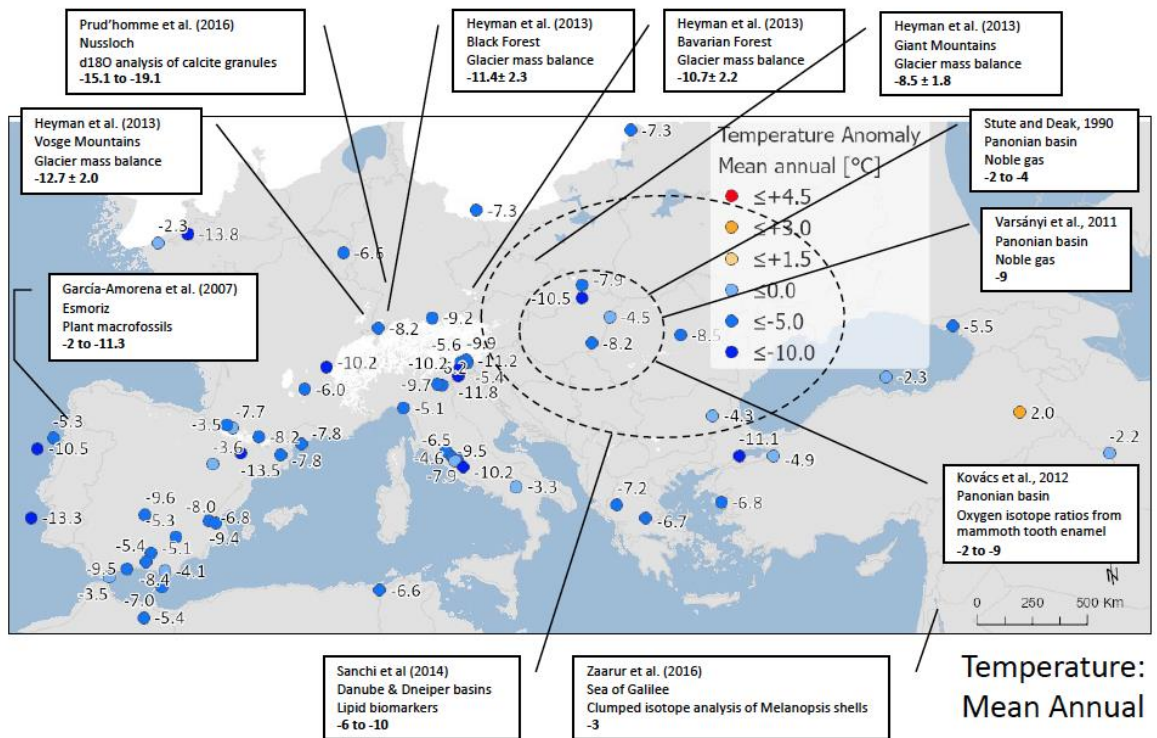 Prud'homme et al. (2016)
Nussloch
d18O analysis of calcite granules
-15.1 to -19.1
Heyman et al. (2013)
Black Forest
Glacier mass balance
-11.4± 2.3
Heyman et al. (2013)
Bavarian Forest
Glacier mass balance
-10.7± 2.2
Heyman et al. (2013)
Giant Mountains
Glacier mass balance
-8.5 ± 1.8
Heyman et al. (2013)
Vosge Mountains
Glacier mass balance
-12.7 ± 2.0
Stute and Deak, 1990
Panonian basin
Noble gas
-2 to -4
Varsányi et al., 2011
Panonian basin
Noble gas
-9
García-Amorena et al. (2007)
Esmoriz
Plant macrofossils
-2 to -11.3
Temperature Anomaly
Mean annual [°C]
≤+4.5
≤+3.0
≤+1.5
≤0.0
≤-5.0
≤-10.0
-7.3
-7.3
-2.3
-13.8
-6.6
-7.9
-10.5
-4.5
-8.2
-8.5
-8.2
-9.2
-5.6
-9.9
-10.2
-11.2
-5.4
-9.7
-11.8
-10.2
-6.0
-5.1
-5.5
-2.3
2.0
-2.2
-4.3
-11.1
-4.9
-5.3
-10.5
-7.7
-3.5
-8.2
-7.8
-3.6
-7.8
-13.5
-6.5
-9.5
-4.6
-7.9
-10.2
-3.3
-13.3
-9.6
-5.3
-8.0
-6.8
-9.4
-5.4
-5.1
-9.5
-4.1
-8.4
-3.5
-7.0
-5.4
-6.6
-7.2
-6.7
-6.8
Kovács et al., 2012
Panonian basin
Oxygen isotope ratios from
mammoth tooth enamel
-2 to -9
N
0 250 500 Km
Sanchi et al (2014)
Danube & Dneiper basins
Lipid biomarkers
-6 to -10
Zaarur et al. (2016)
Sea of Galilee
Clumped isotope analysis of Melanopsis shells
-3
Temperature:
Mean Annual